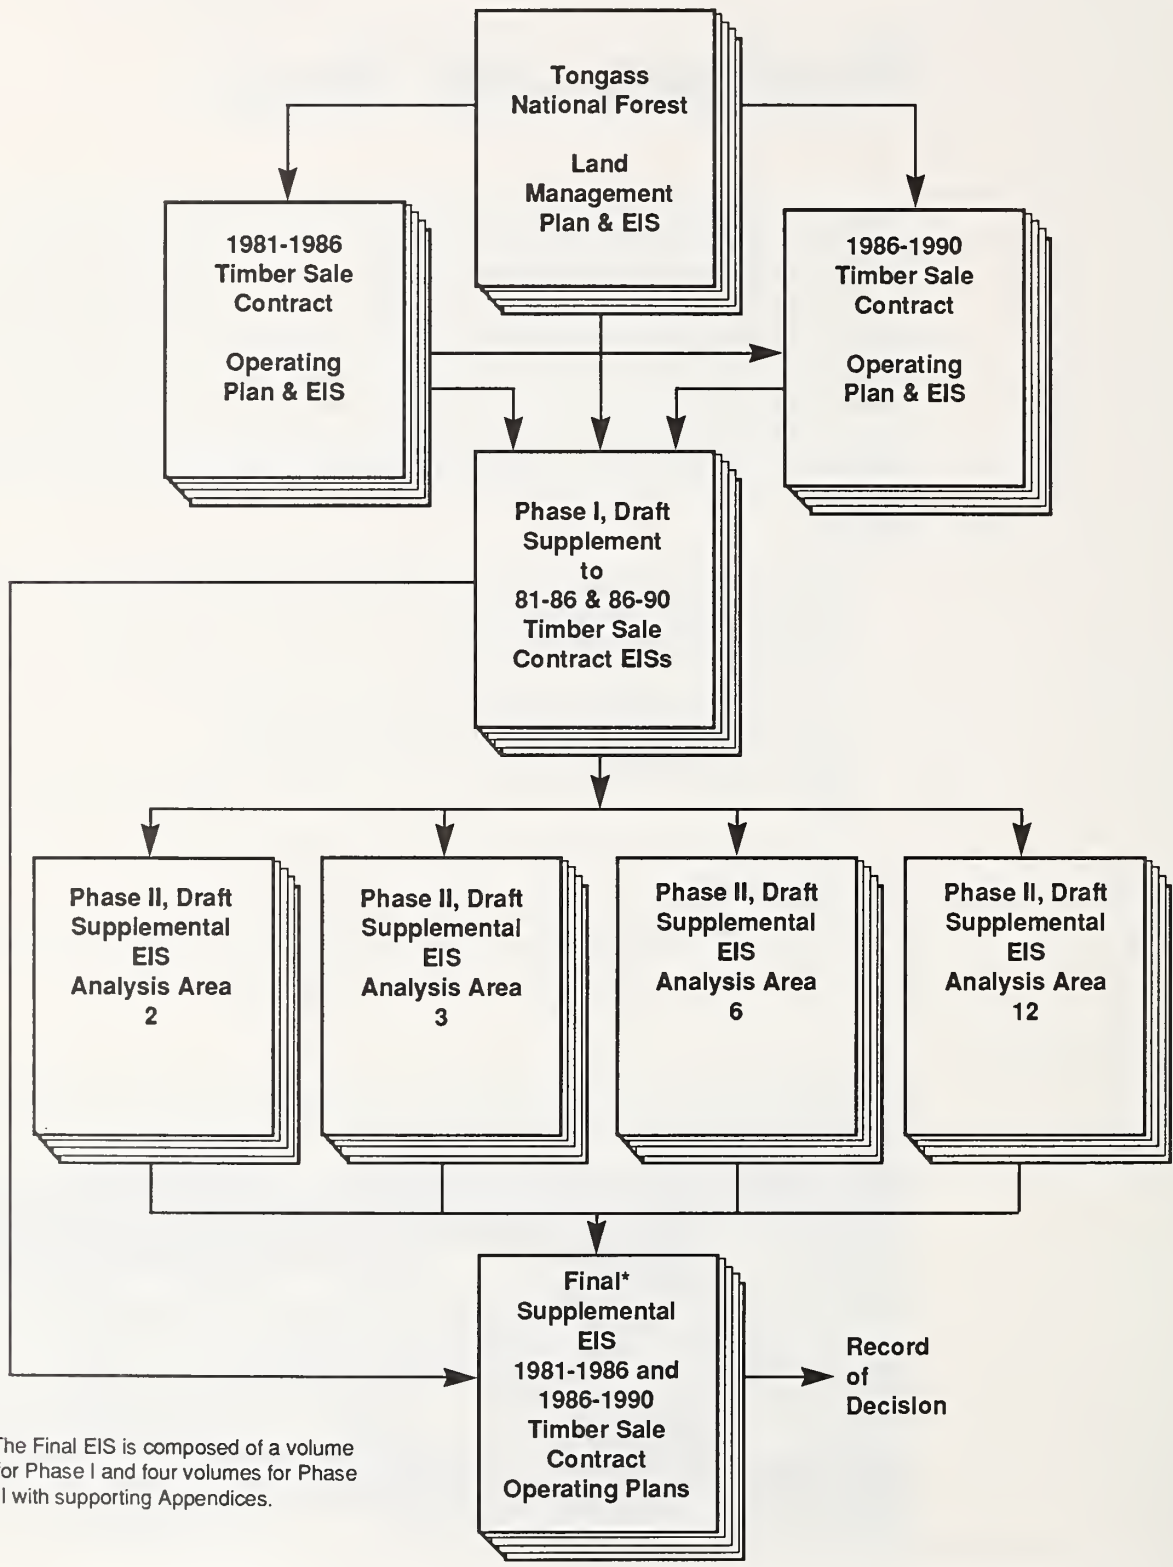 Tongass
National Forest
Land
Management
Plan & EIS
1981-1986
Timber Sale
Contract
Operating
Plan & EIS
1986-1990
Timber Sale
Contract
Operating
Plan & EIS
Phase I, Draft
Supplement
to
81-86 & 86-90
Timber Sale
Contract EISs
Phase II, Draft
Supplemental
EIS
Analysis Area
2
Phase II, Draft
Supplemental
EIS
Analysis Area
3
Phase II, Draft
Supplemental
EIS
Analysis Area
6
Phase II, Draft
Supplemental
EIS
Analysis Area
12
Final*
Supplemental
EIS
1981-1986 and
1986-1990
Timber Sale
Contract
Operating Plans
Record
of
Decision
The Final EIS is composed of a volume
for Phase I and four volumes for Phase
II with supporting Appendices.